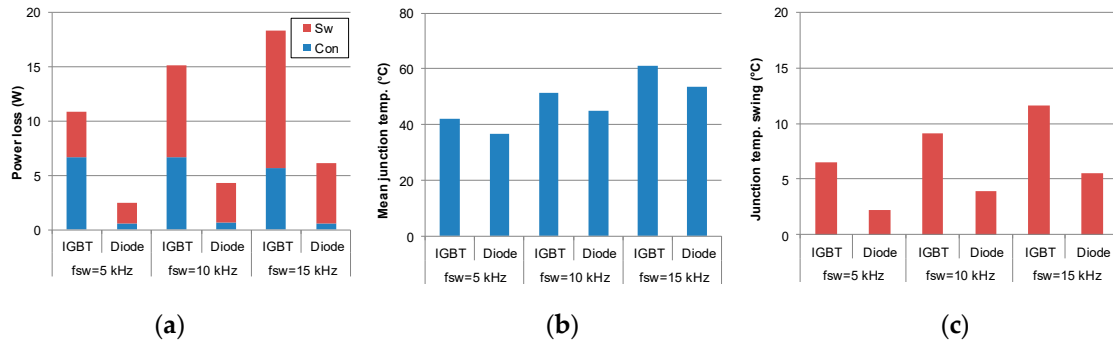 Power loss (W)
20
15
10
5
0
Sw
Con
IGBT Diode IGBT Diode IGBT Diode
fsw=5 kHz fsw=10 kHz fsw=15 kHz
(a)
Mean junction temp. (°C)
80
60
40
20
0
IGBT Diode IGBT Diode IGBT Diode
fsw=5 kHz fsw=10 kHz fsw=15 kHz
(b)
Junction temp. swing (°C)
20
15
10
5
0
IGBT Diode IGBT Diode IGBT Diode
fsw=5 kHz fsw=10 kHz fsw=15 kHz
(c)